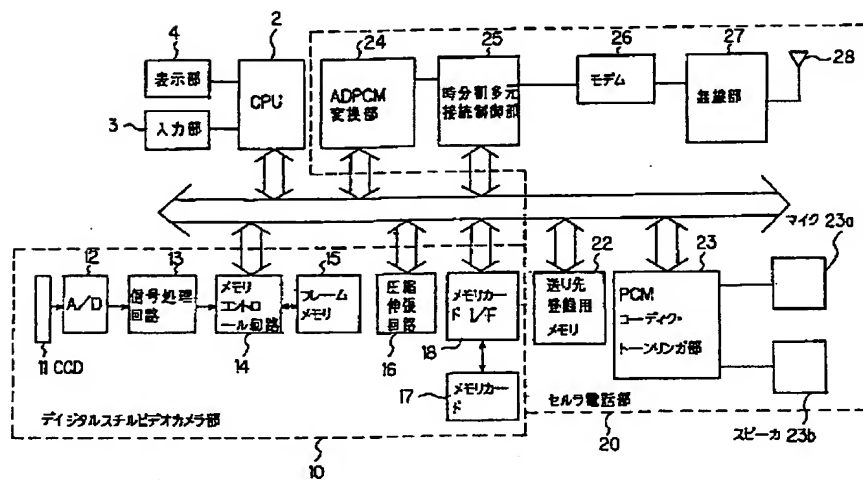 4
2
24
25
26
27
28
表示部
CPU
ADPCM
変換部
時分割多元
接続制御部
モデム
無線部
3
入力部
マイク 23a
12
13
15
22
23
A/D
信号処理
回路
メモリ
コントロ
ール回路
フレーム
メモリ
圧縮
伸張
回路
メモリカー
ド I/F
送り先
登録用
メモリ
PCM
コーディク・
トーンリンガ部
11 CCD
14
16
18
17
メモリカー
ド
デイジタルスチルビデオカメラ部
セルラ電話部
スピーカ 23b
10
20